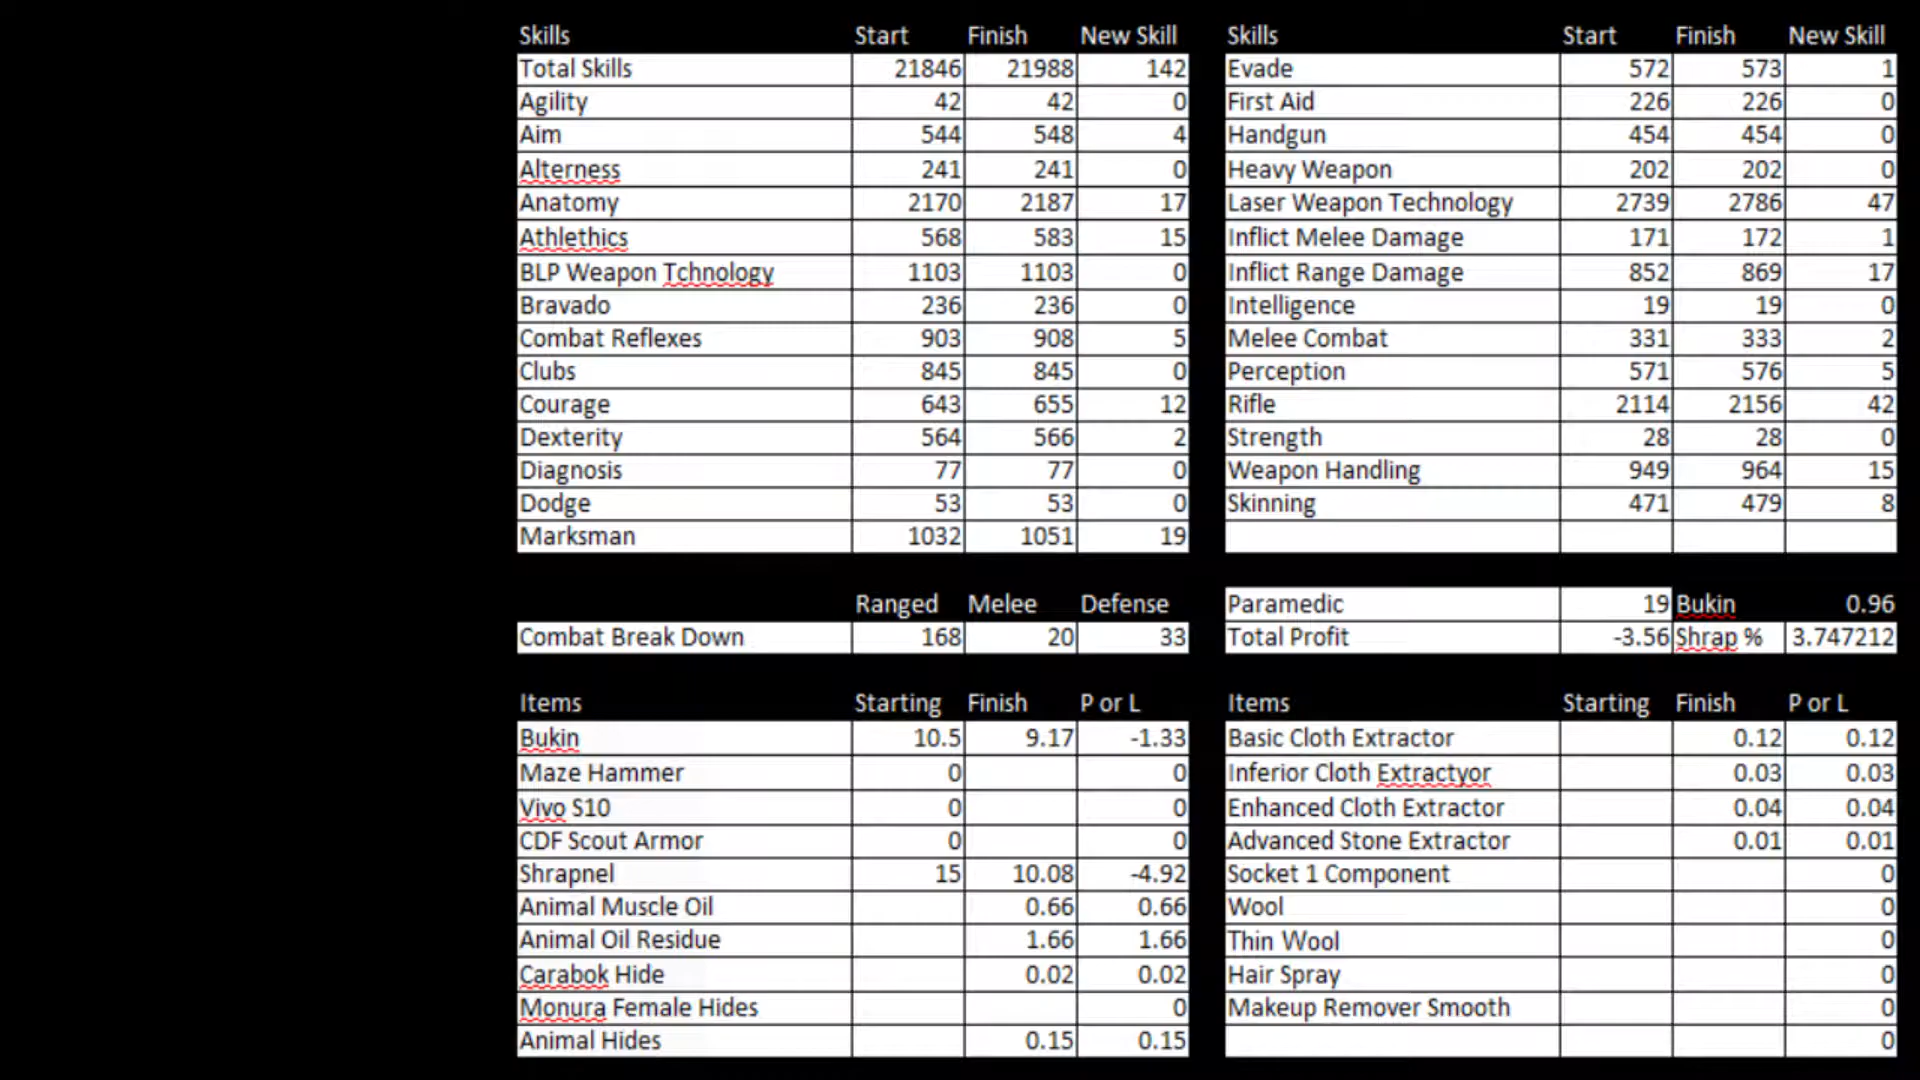 Skills Start Finish New Skill
Total Skills 21846 21988 142
Agility 42 42 0
Aim 544 548 4
Alterness 241 241 0
Anatomy 2170 2187 17
Athlethics 568 583 15
BLP Weapon Tchnology 1103 1103 0
Bravado 236 236 0
Combat Reflexes 903 908 5
Clubs 845 845 0
Courage 643 655 12
Dexterity 564 566 2
Diagnosis 77 77 0
Dodge 53 53 0
Marksman 1032 1051 19
Skills Start Finish New Skill
Evade 572 573 1
First Aid 226 226 0
Handgun 454 454 0
Heavy Weapon 202 202 0
Laser Weapon Technology 2739 2786 47
Inflict Melee Damage 171 172 1
Inflict Range Damage 852 869 17
Intelligence 19 19 0
Melee Combat 331 333 2
Perception 571 576 5
Rifle 2114 2156 42
Strength 28 28 0
Weapon Handling 949 964 15
Skinning 471 479 8
Ranged Melee Defense
Combat Break Down 168 20 33
Paramedic 19 Bukin 0.96
Total Profit -3.56 Shrap % 3.747212
Items Starting Finish P or L
Bukin 10.5 9.17 -1.33
Maze Hammer 0 0
Vivo S10 0 0
CDF Scout Armor 0 0
Shrapnel 15 10.08 -4.92
Animal Muscle Oil 0.66 0.66
Animal Oil Residue 1.66 1.66
Carabok Hide 0.02 0.02
Monura Female Hides 0
Animal Hides 0.15 0.15
Items Starting Finish P or L
Basic Cloth Extractor 0.12 0.12
Inferior Cloth Extractyor 0.03 0.03
Enhanced Cloth Extractor 0.04 0.04
Advanced Stone Extractor 0.01 0.01
Socket 1 Component 0
Wool 0
Thin Wool 0
Hair Spray 0
Makeup Remover Smooth 0
0